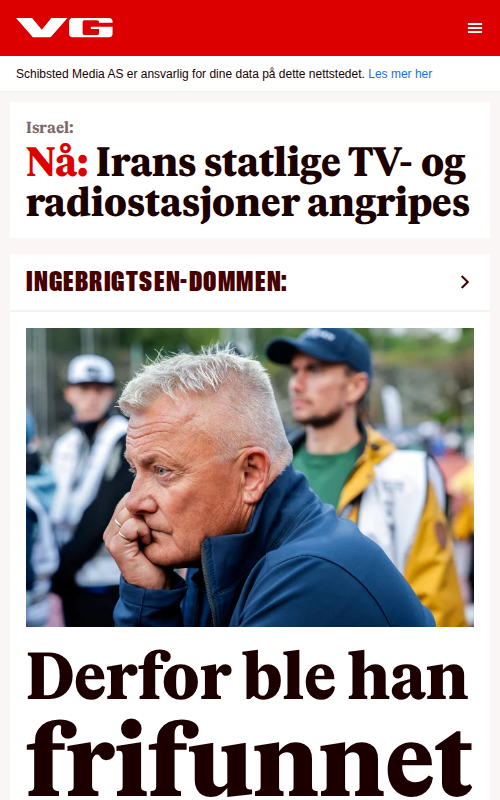 VG
Schibsted Media AS er ansvarlig for dine data på dette nettstedet. Les mer her
Israel:
Nå: Irans statlige TV- og
radiostasjoner angripes
INGEBRIGTSEN-DOMMEN:
Derfor ble han
frifunnet